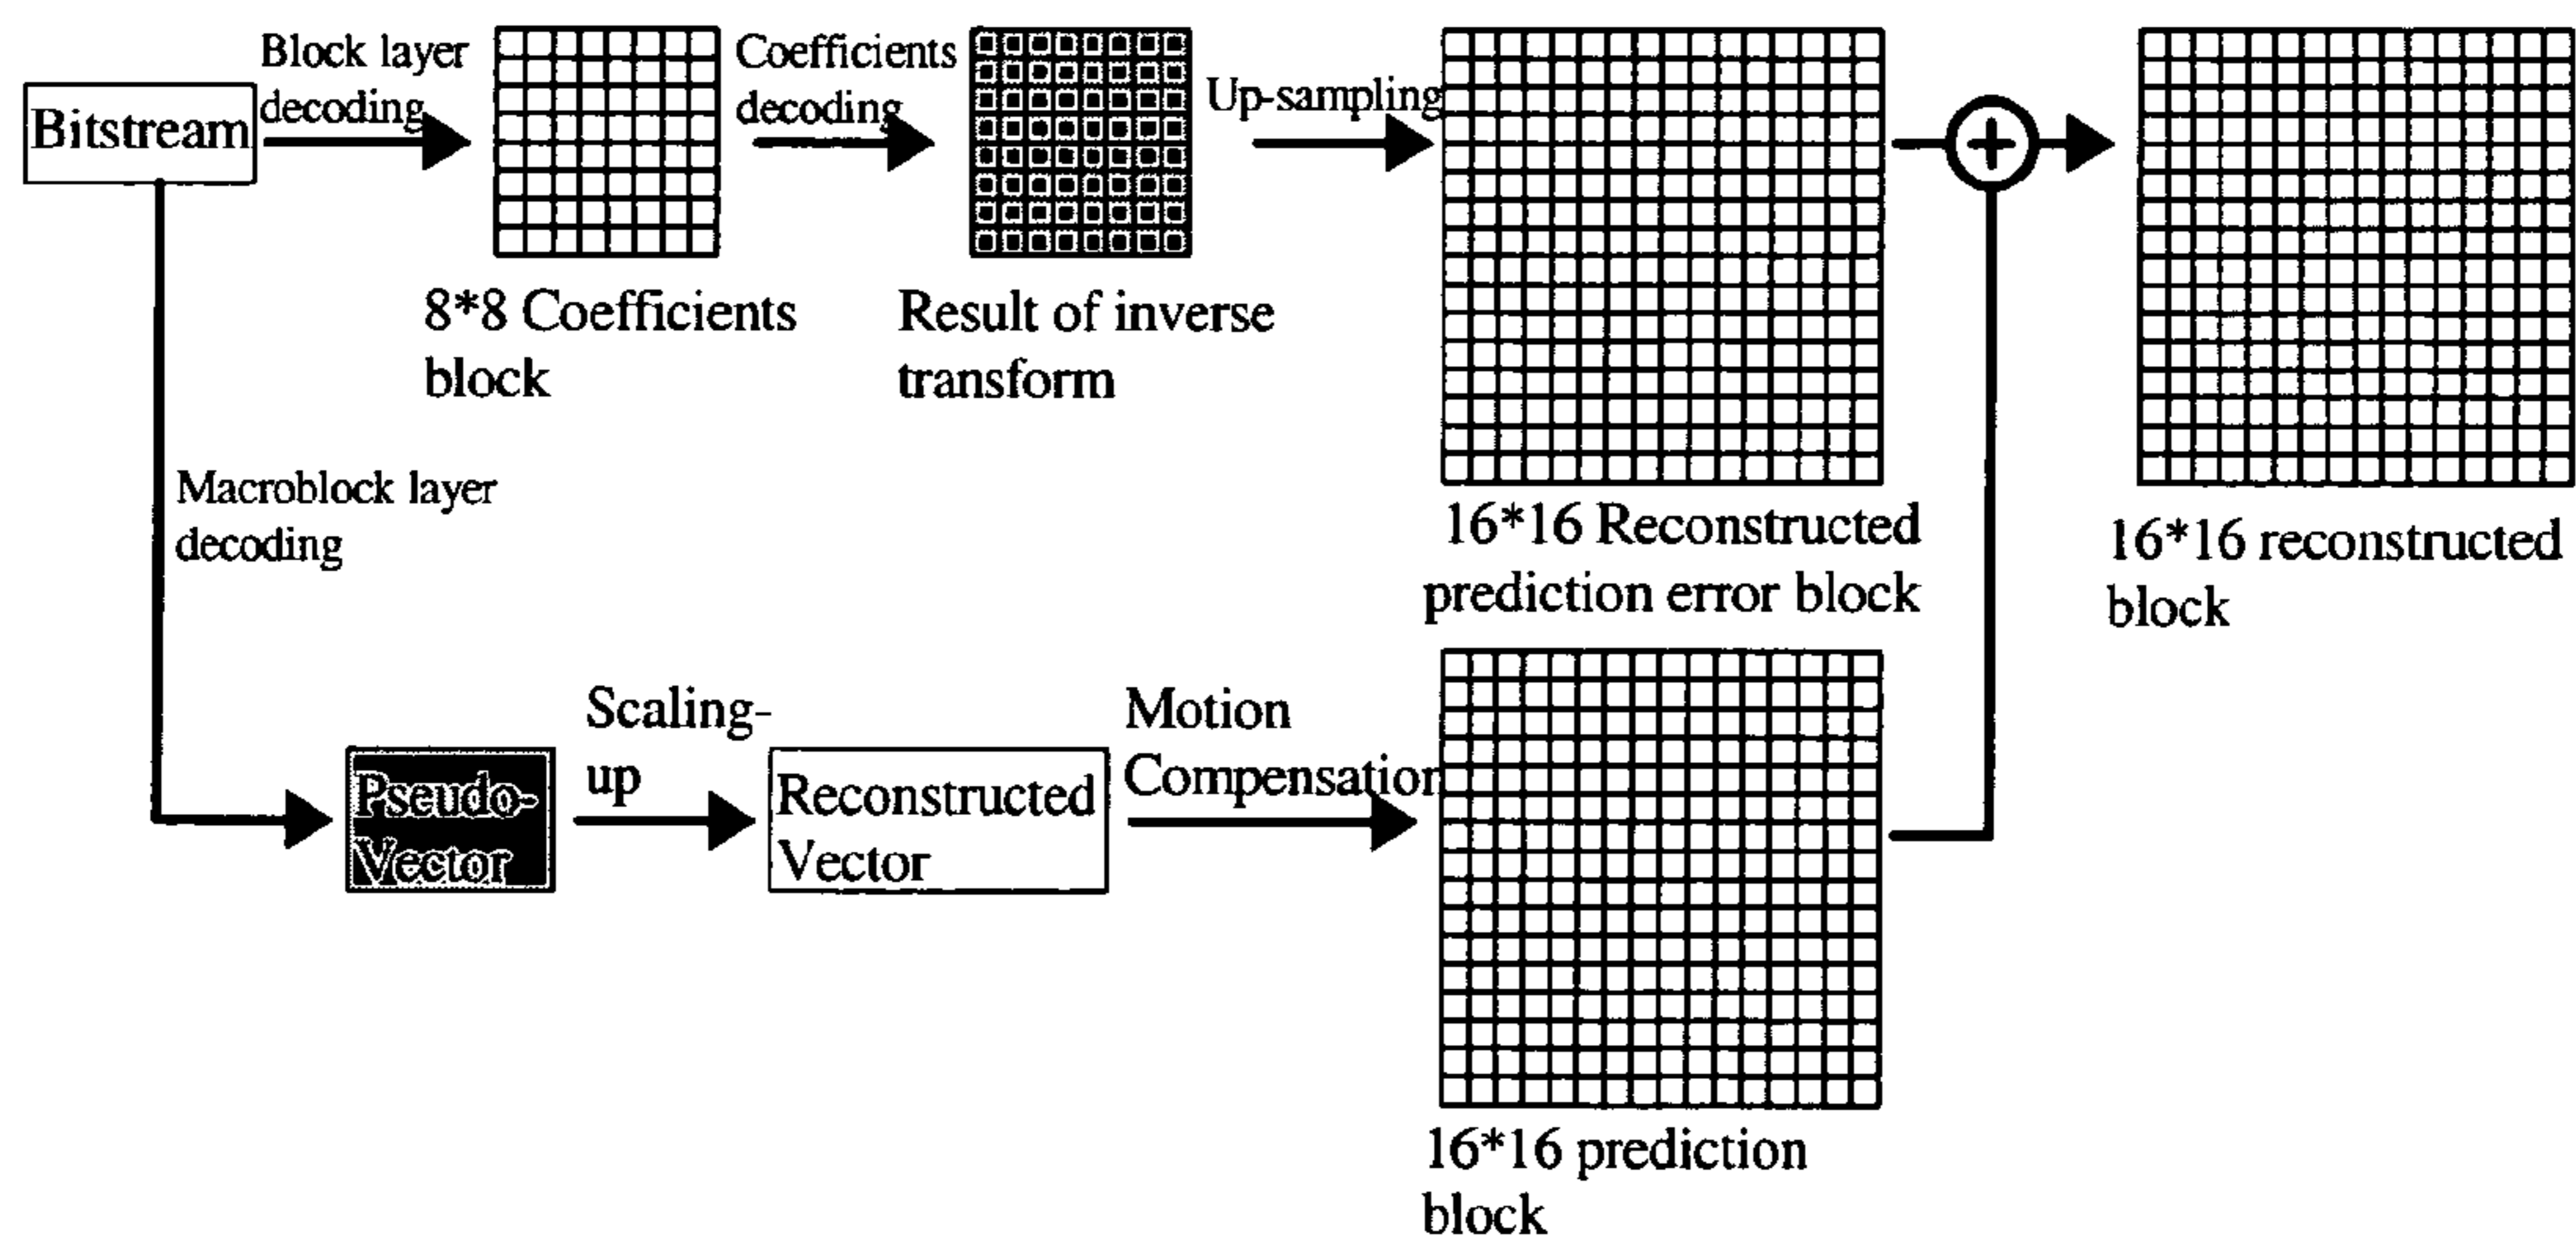 Bitstream
Block layer
decoding
8*8 Coefficients
block
Coefficients
decoding
Result of inverse
transform
Up-sampling
16*16 Reconstructed
prediction error block
+
16*16 reconstructed
block
Macroblock layer
decoding
Pseudo-
Vector
Scaling-
up
Reconstructed
Vector
Motion
Compensation
16*16 prediction
block